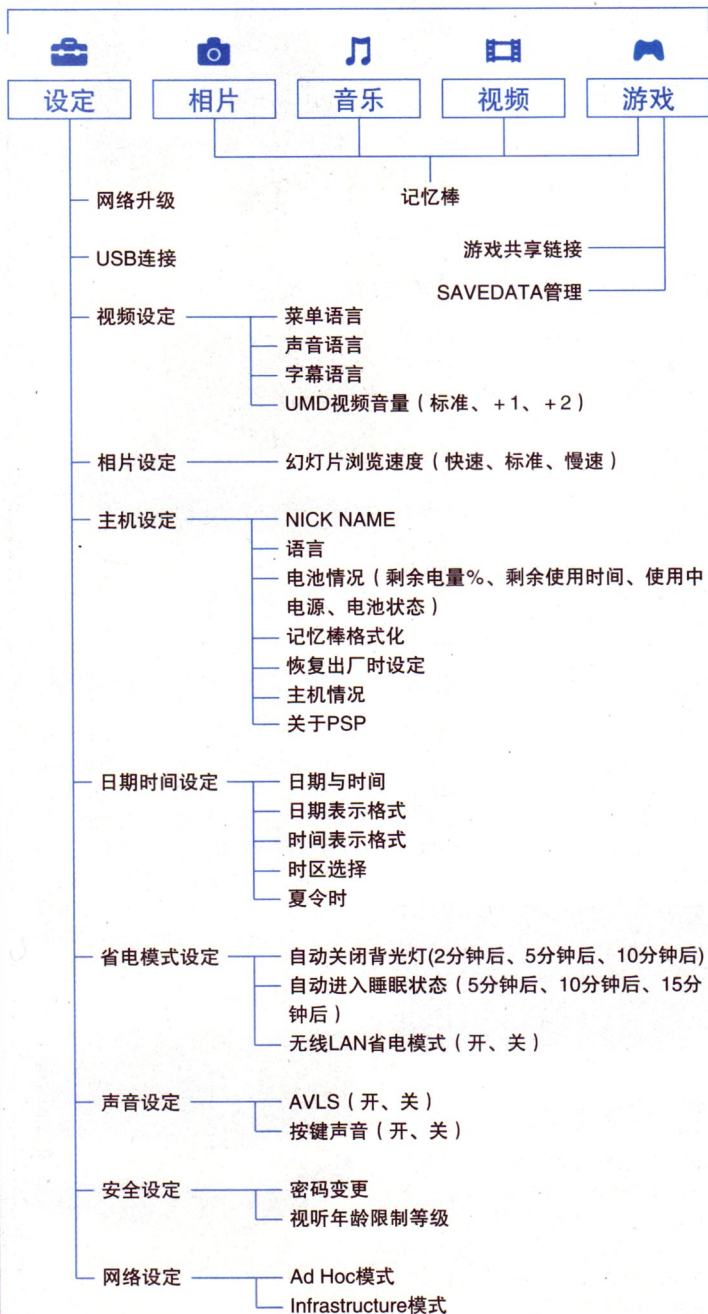 设定
相片
音乐
视频
游戏
记忆棒
游戏共享链接
SAVEDATA管理
网络升级
USB连接
视频设定
菜单语言
声音语言
字幕语言
UMD视频音量（标准、+1、+2）
相片设定
幻灯片浏览速度（快速、标准、慢速）
主机设定
NICK NAME
语言
电池情况（剩余电量%、剩余使用时间、使用中
电源、电池状态）
记忆棒格式化
恢复出厂时设定
主机情况
关于PSP
日期时间设定
日期与时间
日期表示格式
时间表示格式
时区选择
夏令时
省电模式设定
自动关闭背光灯(2分钟后、5分钟后、10分钟后)
自动进入睡眠状态（5分钟后、10分钟后、15分
钟后）
无线LAN省电模式（开、关）
声音设定
AVLS（开、关）
按键声音（开、关）
安全设定
密码变更
视听年龄限制等级
网络设定
Ad Hoc模式
Infrastructure模式